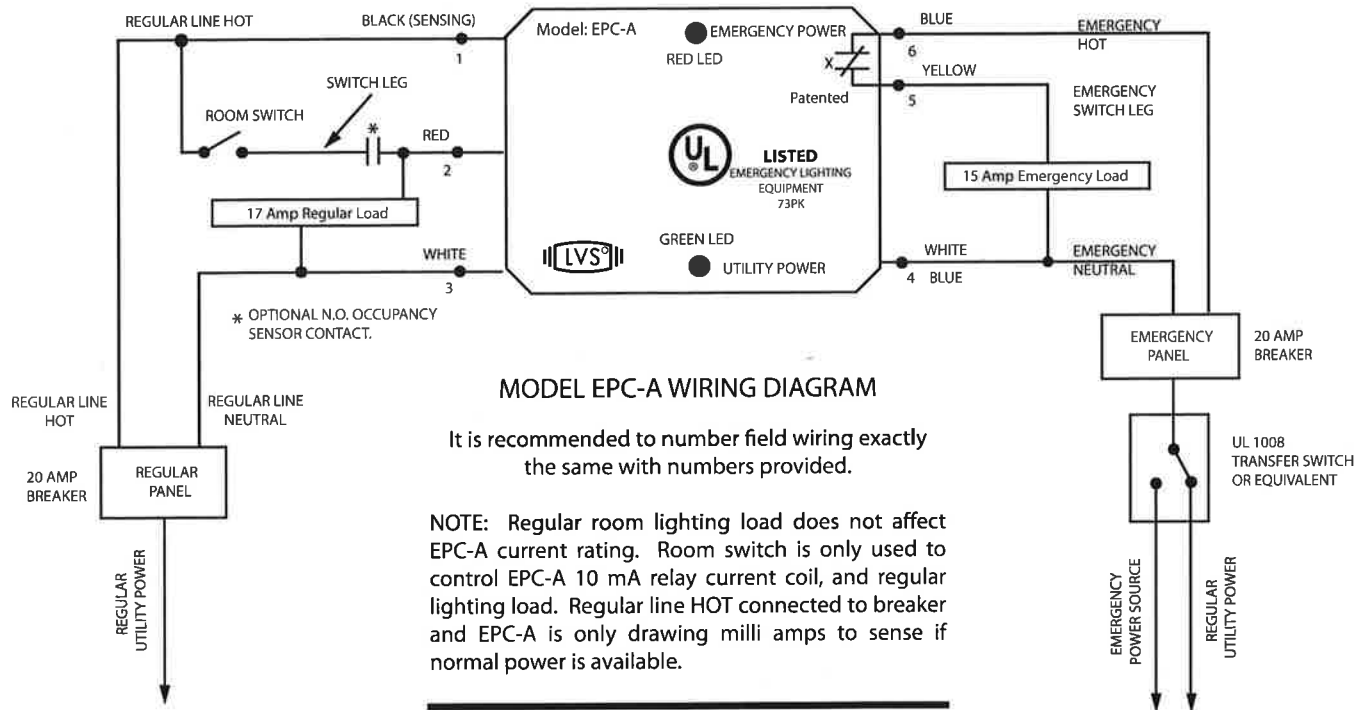 REGULAR LINE HOT
BLACK (SENSING)
1
SWITCH LEG
ROOM SWITCH
*
RED
2
17 Amp Regular Load
WHITE
3
* OPTIONAL N.O. OCCUPANCY
SENSOR CONTACT.
REGULAR LINE
HOT
REGULAR LINE
NEUTRAL
20 AMP
BREAKER
REGULAR
PANEL
REGULAR
UTILITY POWER
Model: EPC-A
EMERGENCY POWER
RED LED
X
Patented
UL
®
LISTED
EMERGENCY LIGHTING
EQUIPMENT
73PK
GREEN LED
LVS
UTILITY POWER
BLUE
6
EMERGENCY
HOT
YELLOW
5
EMERGENCY
SWITCH LEG
15 Amp Emergency Load
WHITE
4 BLUE
EMERGENCY
NEUTRAL
EMERGENCY
PANEL
20 AMP
BREAKER
UL 1008
TRANSFER SWITCH
OR EQUIVALENT
EMERGENCY
POWER SOURCE
REGULAR
UTILITY POWER
MODEL EPC-A WIRING DIAGRAM
It is recommended to number field wiring exactly
the same with numbers provided.
NOTE: Regular room lighting load does not affect
EPC-A current rating. Room switch is only used to
control EPC-A 10 mA relay current coil, and regular
lighting load. Regular line HOT connected to breaker
and EPC-A is only drawing milli amps to sense if
normal power is available.